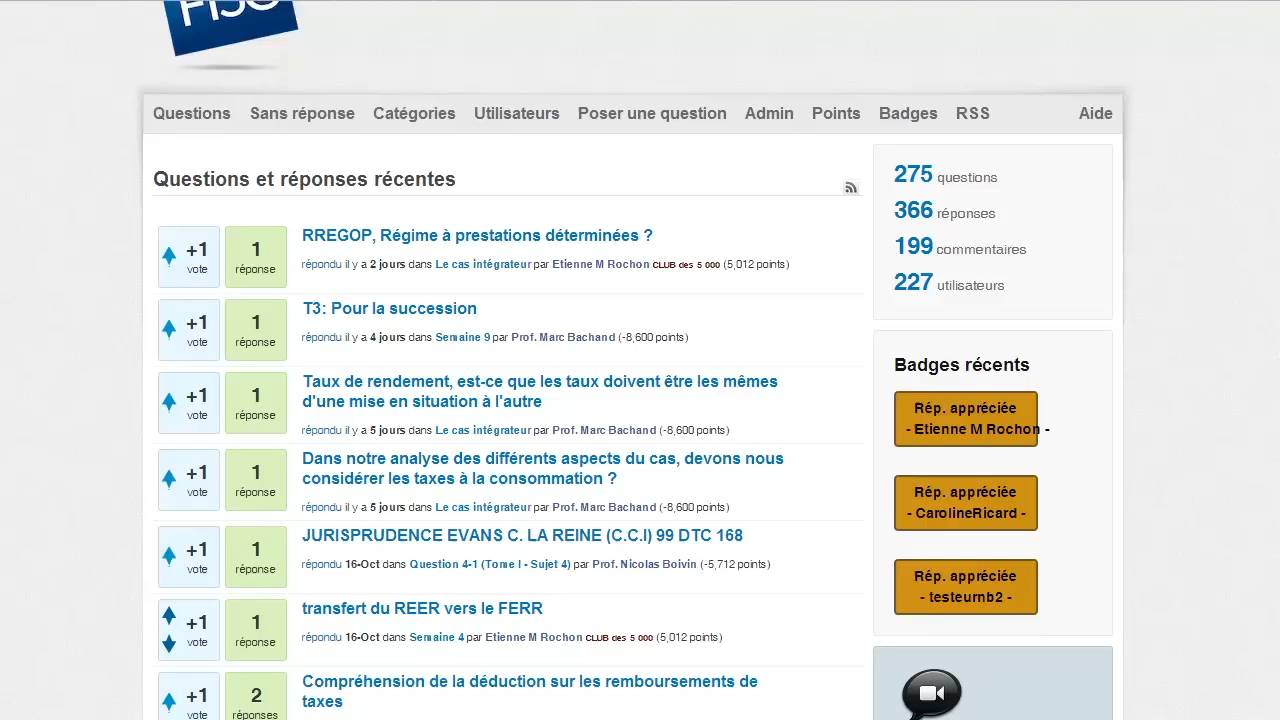 FISC
Questions Sans réponse Catégories Utilisateurs Poser une question Admin Points Badges RSS Aide
Questions et réponses récentes
+1
vote
1
réponse
RREGOP, Régime à prestations déterminées ?
répondu il y a 2 jours dans Le cas intégrateur par Etienne M Rochon CLUB des 5 000 (5,012 points)
+1
vote
1
réponse
T3: Pour la succession
répondu il y a 4 jours dans Semaine 9 par Prof. Marc Bachand (-8,600 points)
+1
vote
1
réponse
Taux de rendement, est-ce que les taux doivent être les mêmes
d'une mise en situation à l'autre
répondu il y a 5 jours dans Le cas intégrateur par Prof. Marc Bachand (-8,600 points)
+1
vote
1
réponse
Dans notre analyse des différents aspects du cas, devons nous
considérer les taxes à la consommation ?
répondu il y a 5 jours dans Le cas intégrateur par Prof. Marc Bachand (-8,600 points)
+1
vote
1
réponse
JURISPRUDENCE EVANS C. LA REINE (C.C.I) 99 DTC 168
répondu 16-Oct dans Question 4-1 (Tome I - Sujet 4) par Prof. Nicolas Boivin (-5,712 points)
+1
vote
1
réponse
transfert du REER vers le FERR
répondu 16-Oct dans Semaine 4 par Etienne M Rochon CLUB des 5 000 (5,012 points)
+1
vote
2
réponses
Compréhension de la déduction sur les remboursements de
taxes
275 questions
366 réponses
199 commentaires
227 utilisateurs
Badges récents
Rép. appréciée
- Etienne M Rochon -
Rép. appréciée
- CarolineRicard -
Rép. appréciée
- testeurnb2 -